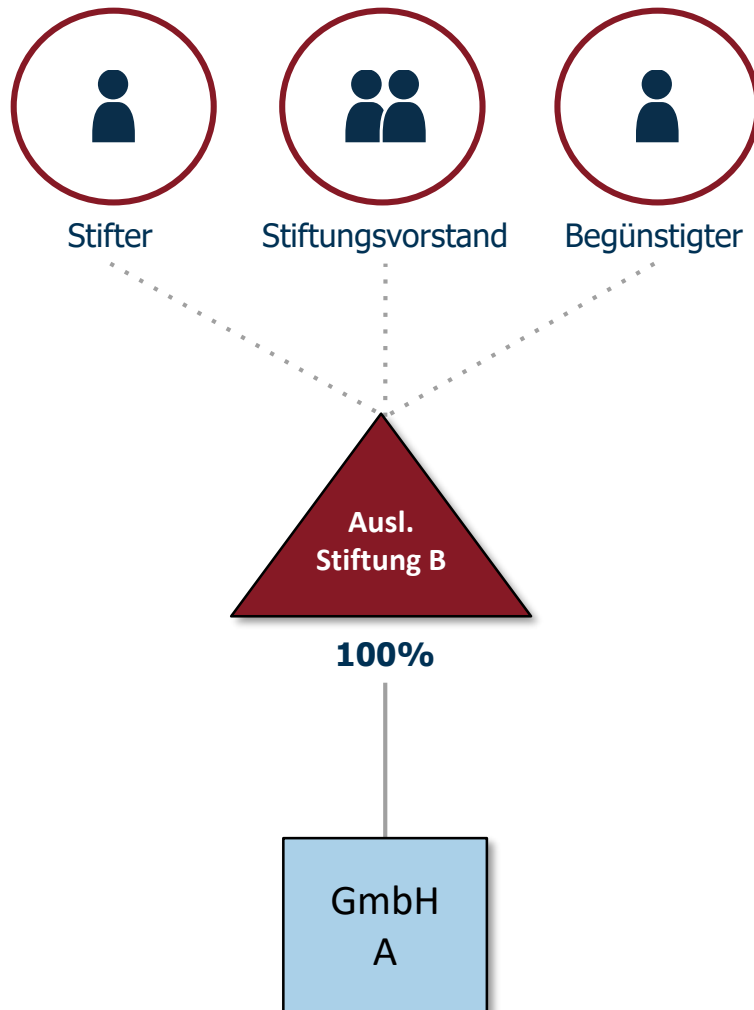 Stifter
Stiftungsvorstand
Begünstigter
Ausl.
Stiftung B
100%
GmbH
A